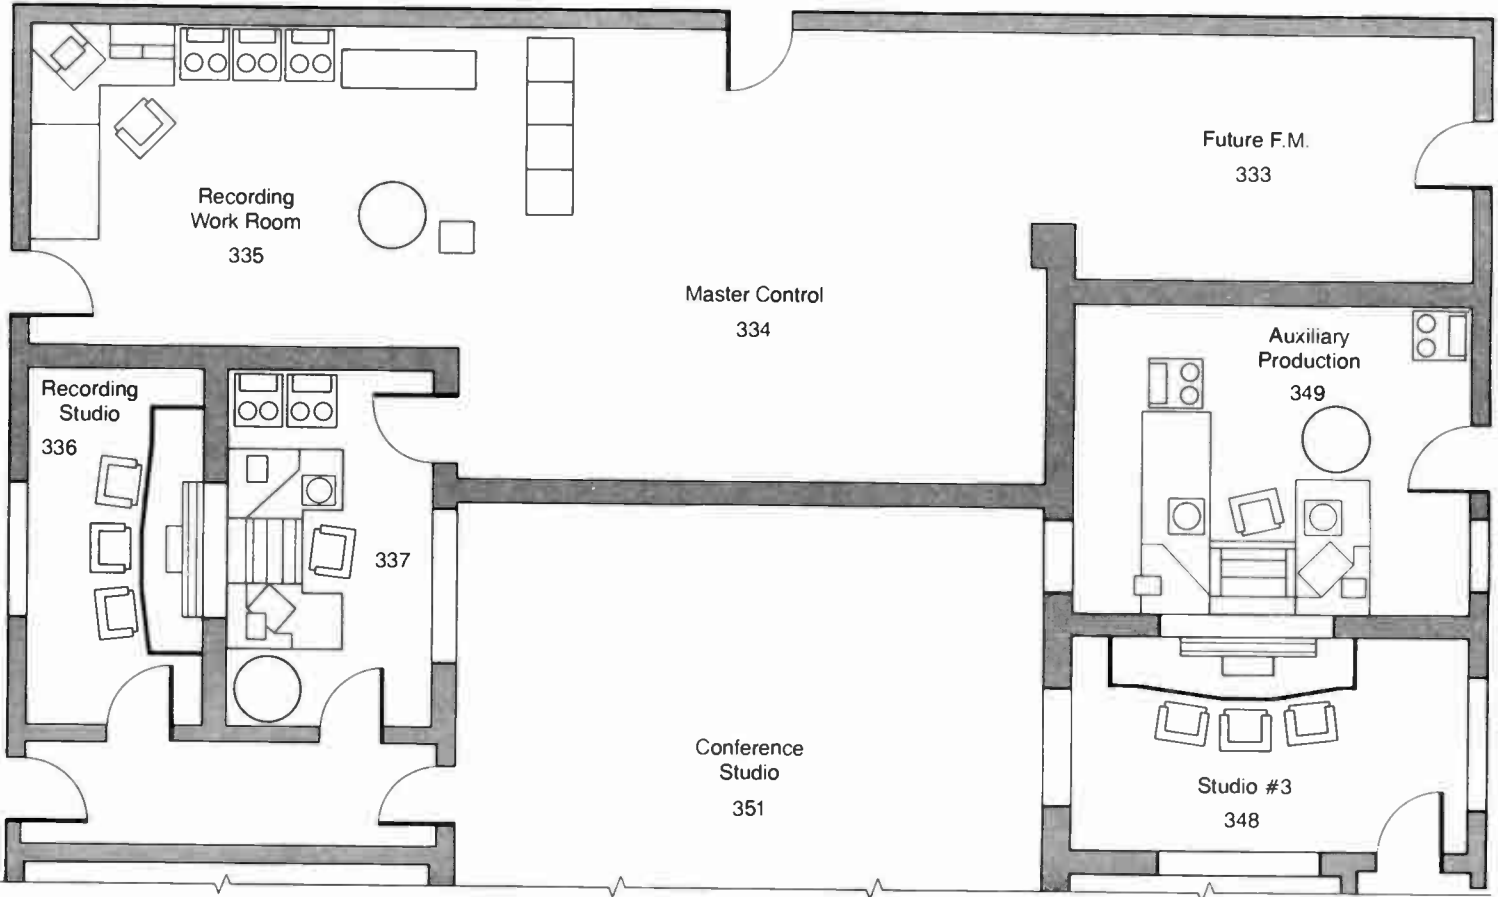 Future F.M.
333
Recording
Work Room
335
Master Control
334
Auxiliary
Production
349
Recording
Studio
336
337
Conference
Studio
351
Studio #3
348